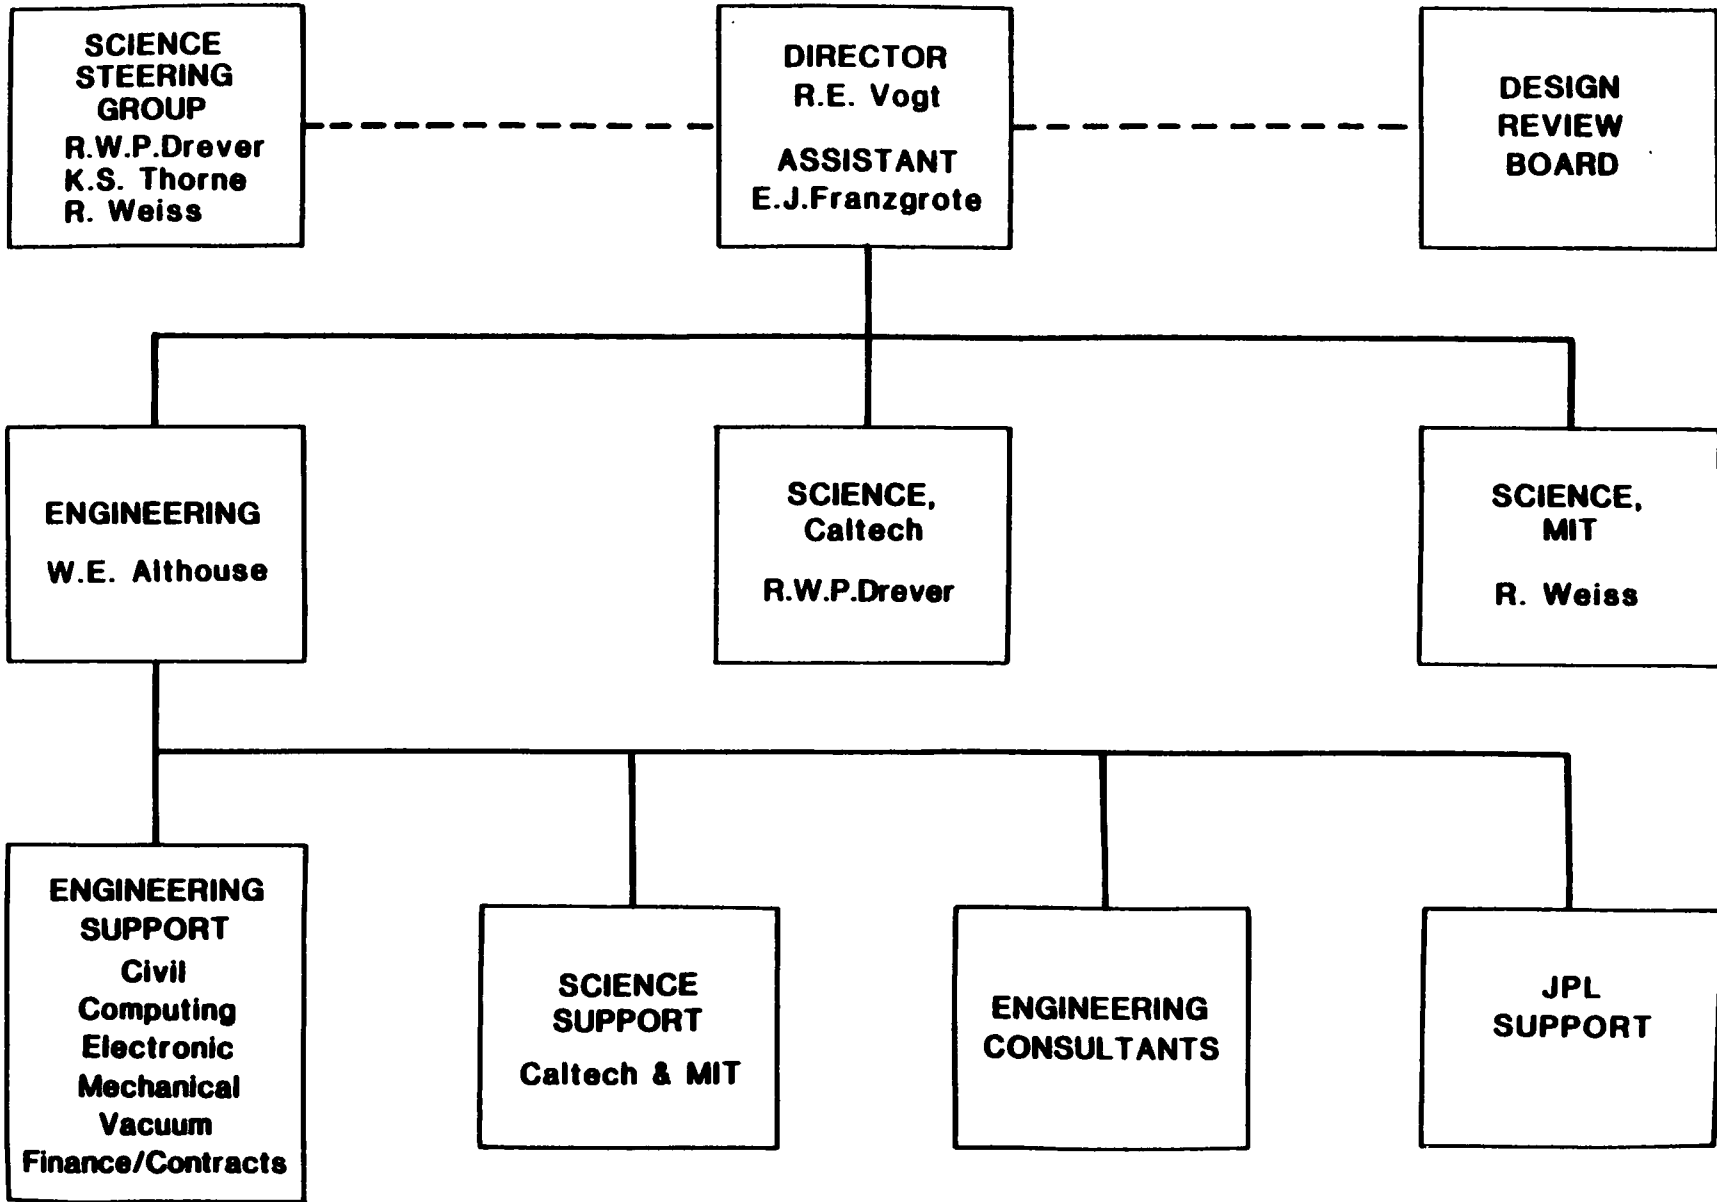 SCIENCE
STEERING
GROUP
R.W.P.Drever
K.S. Thorne
R. Weiss
DIRECTOR
R.E. Vogt
ASSISTANT
E.J.Franzgrote
DESIGN
REVIEW
BOARD
ENGINEERING
W.E. Althouse
SCIENCE,
Caltech
R.W.P.Drever
SCIENCE,
MIT
R. Weiss
ENGINEERING
SUPPORT
Civil
Computing
Electronic
Mechanical
Vacuum
Finance/Contracts
SCIENCE
SUPPORT
Caltech & MIT
ENGINEERING
CONSULTANTS
JPL
SUPPORT